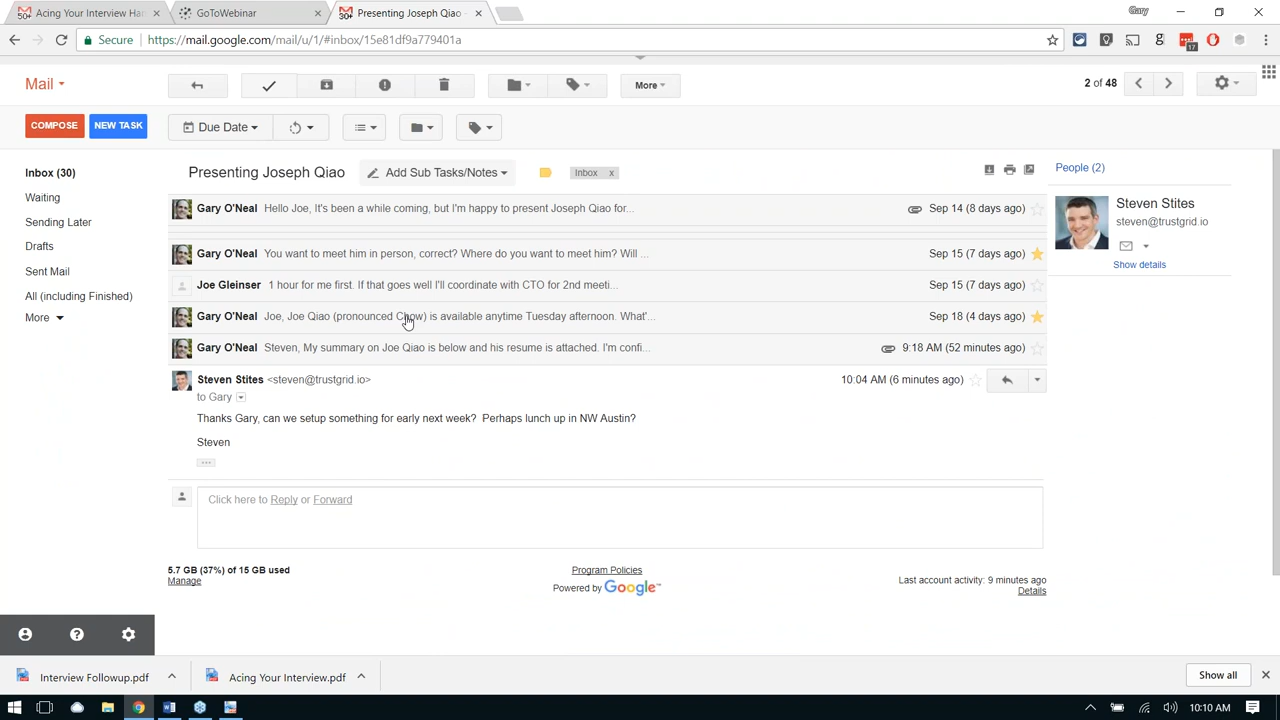 Acing Your Interview Ha
GoToWebinar
Presenting Joseph Qiao
Gary
Secure https://mail.google.com/mail/u/1/#inbox/15e81df9a779401a
17
Mail
More
2 of 48
COMPOSE
NEW TASK
Due Date
Inbox (30)
Waiting
Sending Later
Drafts
Sent Mail
All (including Finished)
More
Presenting Joseph Qiao
Add Sub Tasks/Notes
Inbox x
Gary O'Neal Hello Joe, It's been a while coming, but I'm happy to present Joseph Qiao for... Sep 14 (8 days ago)
Gary O'Neal You want to meet him in person, correct? Where do you want to meet him? Will ... Sep 15 (7 days ago)
Joe Gleinser 1 hour for me first. If that goes well I'll coordinate with CTO for 2nd meeti... Sep 15 (7 days ago)
Gary O'Neal Joe, Joe Qiao (pronounced Chow) is available anytime Tuesday afternoon. What'... Sep 18 (4 days ago)
Gary O'Neal Steven, My summary on Joe Qiao is below and his resume is attached. I'm confi... 9:18 AM (52 minutes ago)
Steven Stites <steven@trustgrid.io> 10:04 AM (6 minutes ago)
to Gary
Thanks Gary, can we setup something for early next week? Perhaps lunch up in NW Austin?
Steven
Click here to Reply or Forward
People (2)
Steven Stites
steven@trustgrid.io
Show details
5.7 GB (37%) of 15 GB used
Manage
Program Policies
Powered by Google™
Last account activity: 9 minutes ago
Details
Interview Followup.pdf
Acing Your Interview.pdf
Show all
10:10 AM